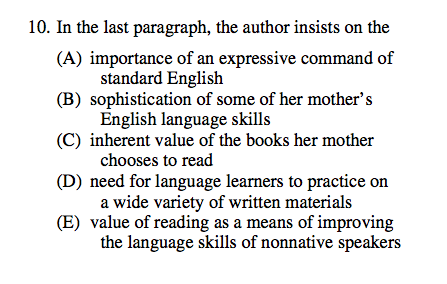 10. In the last paragraph, the author insists on the
(A) importance of an expressive command of
standard English
(B) sophistication of some of her mother's
English language skills
(C) inherent value of the books her mother
chooses to read
(D) need for language learners to practice on
a wide variety of written materials
(E) value of reading as a means of improving
the language skills of nonnative speakers